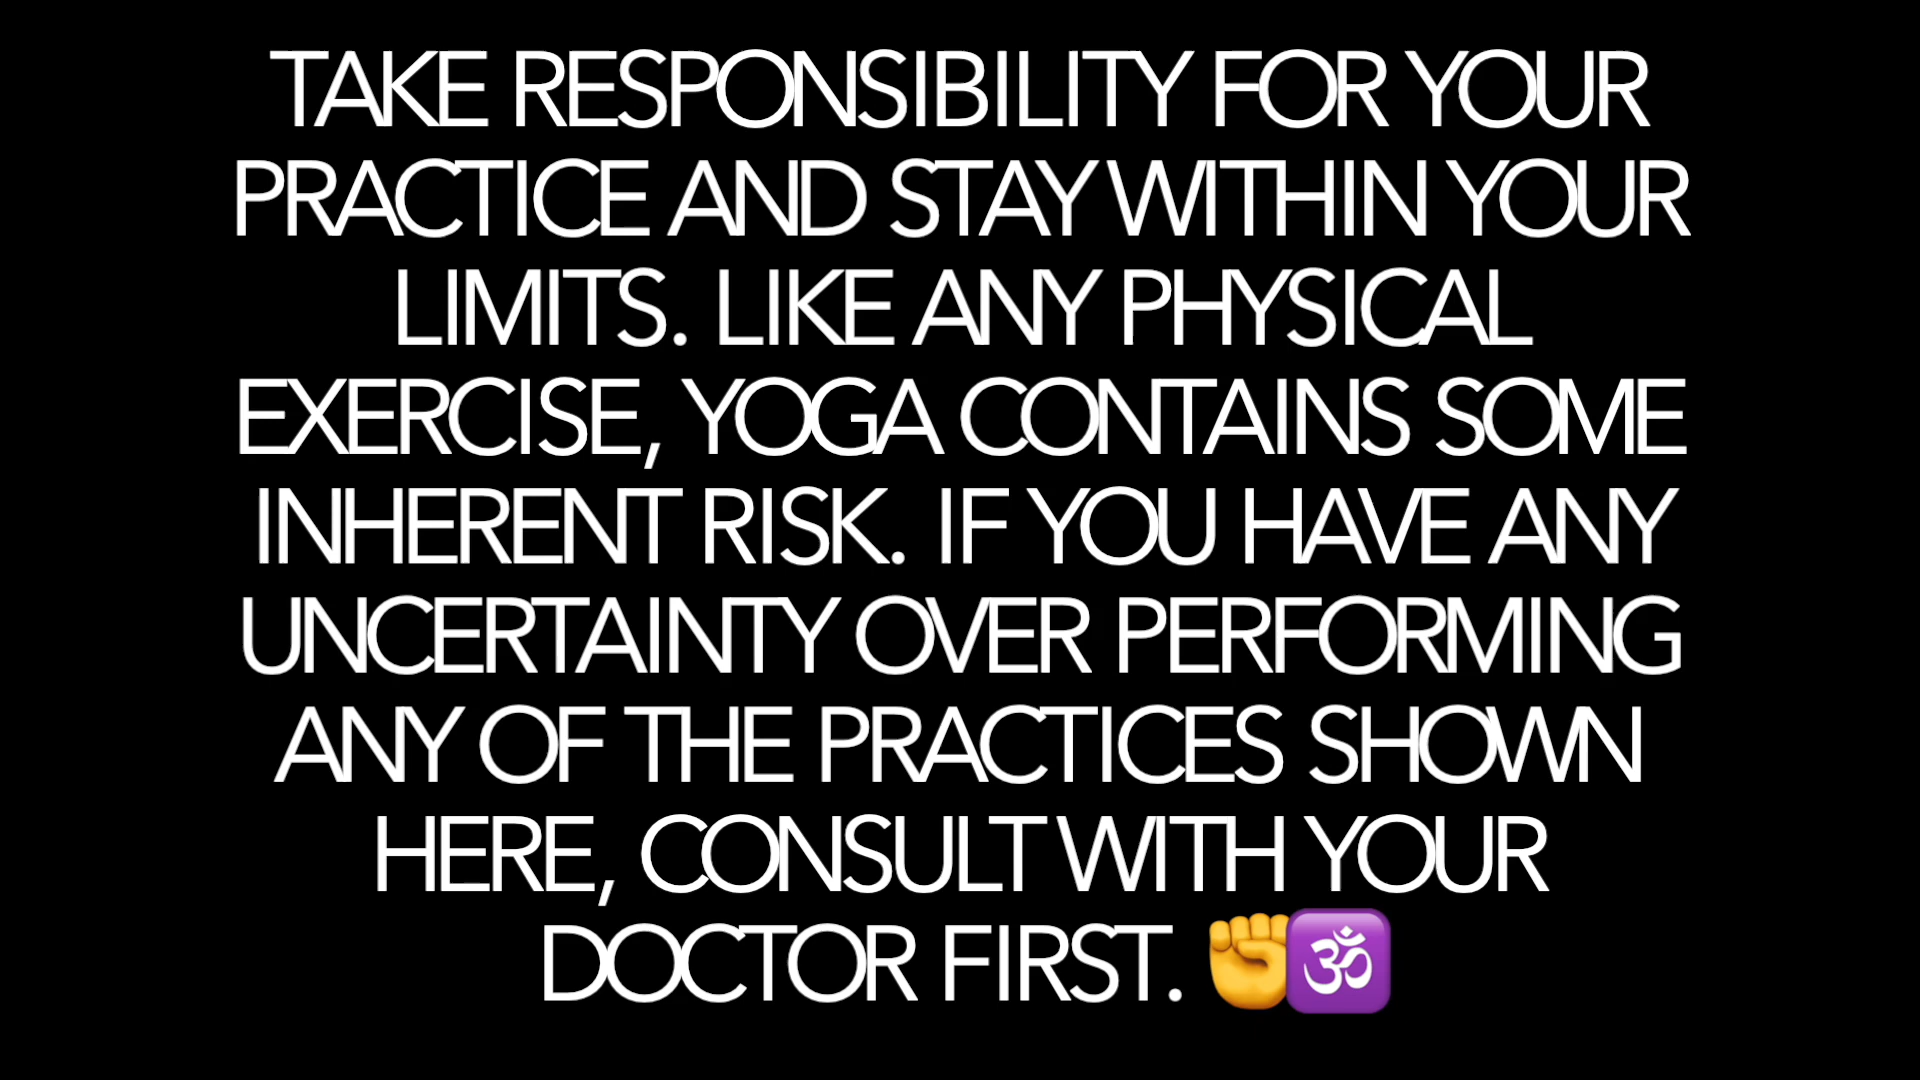 TAKE RESPONSIBILITY FOR YOUR
PRACTICE AND STAY WITHIN YOUR
LIMITS. LIKE ANY PHYSICAL
EXERCISE, YOGA CONTAINS SOME
INHERENT RISK. IF YOU HAVE ANY
UNCERTAINTY OVER PERFORMING
ANY OF THE PRACTICES SHOWN
HERE, CONSULT WITH YOUR
DOCTOR FIRST. ✊🕉